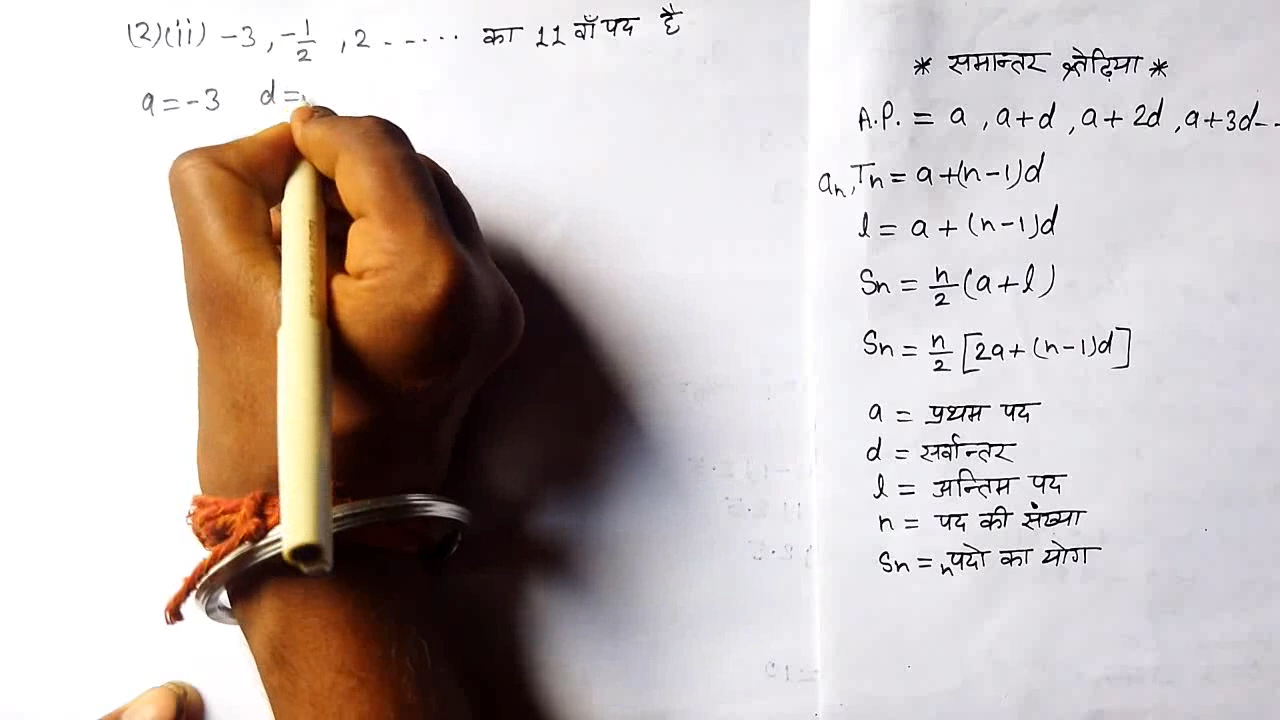 (2)(ii) -3, -1/2, 2 ------ का 11 वाँ पद है
a = -3 d =
* समान्तर श्रेढ़िया *
A.P. = a, a+d, a+2d, a+3d--
an, Tn = a+(n-1)d
l = a + (n-1)d
Sn = n/2 (a+l)
Sn = n/2 [2a+(n-1)d]
a = प्रथम पद
d = सर्वान्तर
l = अन्तिम पद
n = पद की संख्या
Sn = n पदो का योग